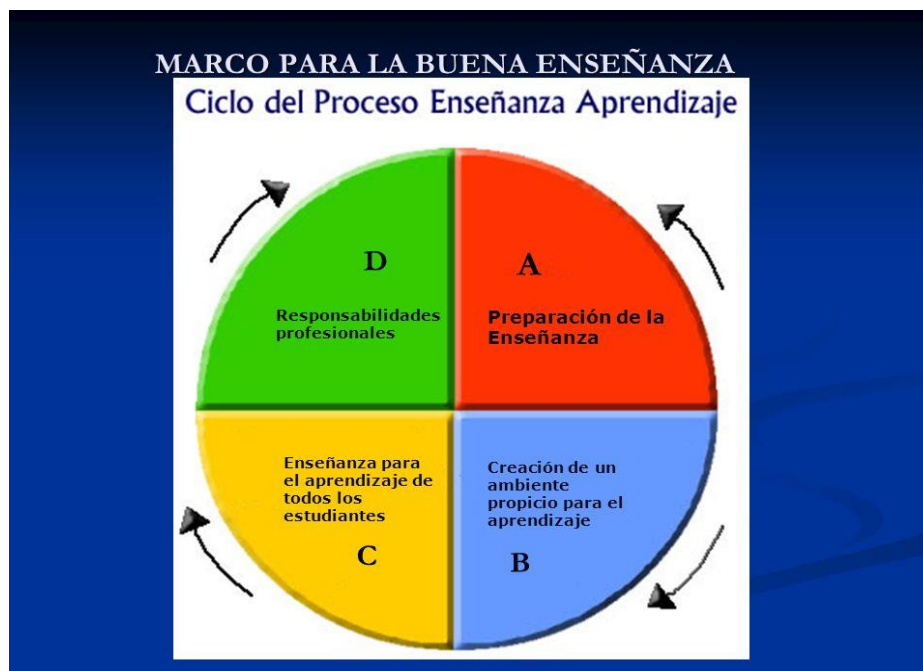 MARCO PARA LA BUENA ENSEÑANZA
Ciclo del Proceso Enseñanza Aprendizaje
D
Responsabilidades
profesionales
A
Preparación de la
Enseñanza
Enseñanza para
el aprendizaje de
todos los
estudiantes
C
Creación de un
ambiente
propicio para el
aprendizaje
B